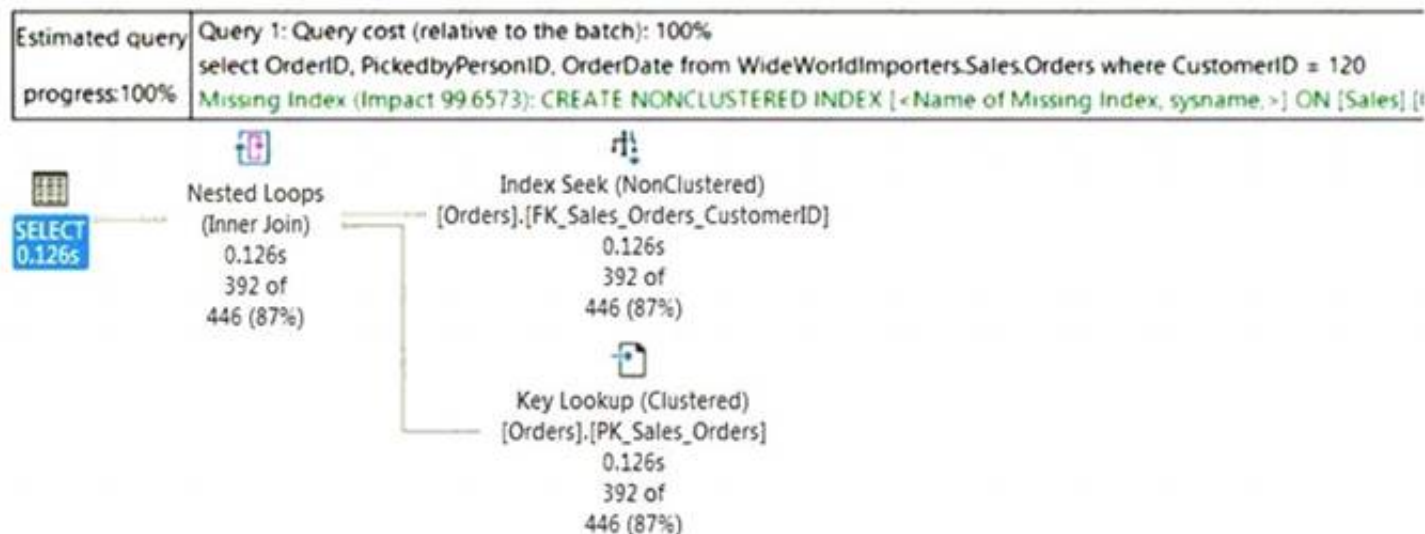 Estimated query
progress:100%
Query 1: Query cost (relative to the batch): 100%
select OrderID, PickedbyPersonID, OrderDate from WideWorldImporters.Sales.Orders where CustomerID = 120
Missing Index (Impact 99.6573): CREATE NONCLUSTERED INDEX [<Name of Missing Index, sysname,>] ON [Sales].[
SELECT
0.126s
Nested Loops
(Inner Join)
0.126s
392 of
446 (87%)
Index Seek (NonClustered)
[Orders].[FK_Sales_Orders_CustomerID]
0.126s
392 of
446 (87%)
Key Lookup (Clustered)
[Orders].[PK_Sales_Orders]
0.126s
392 of
446 (87%)